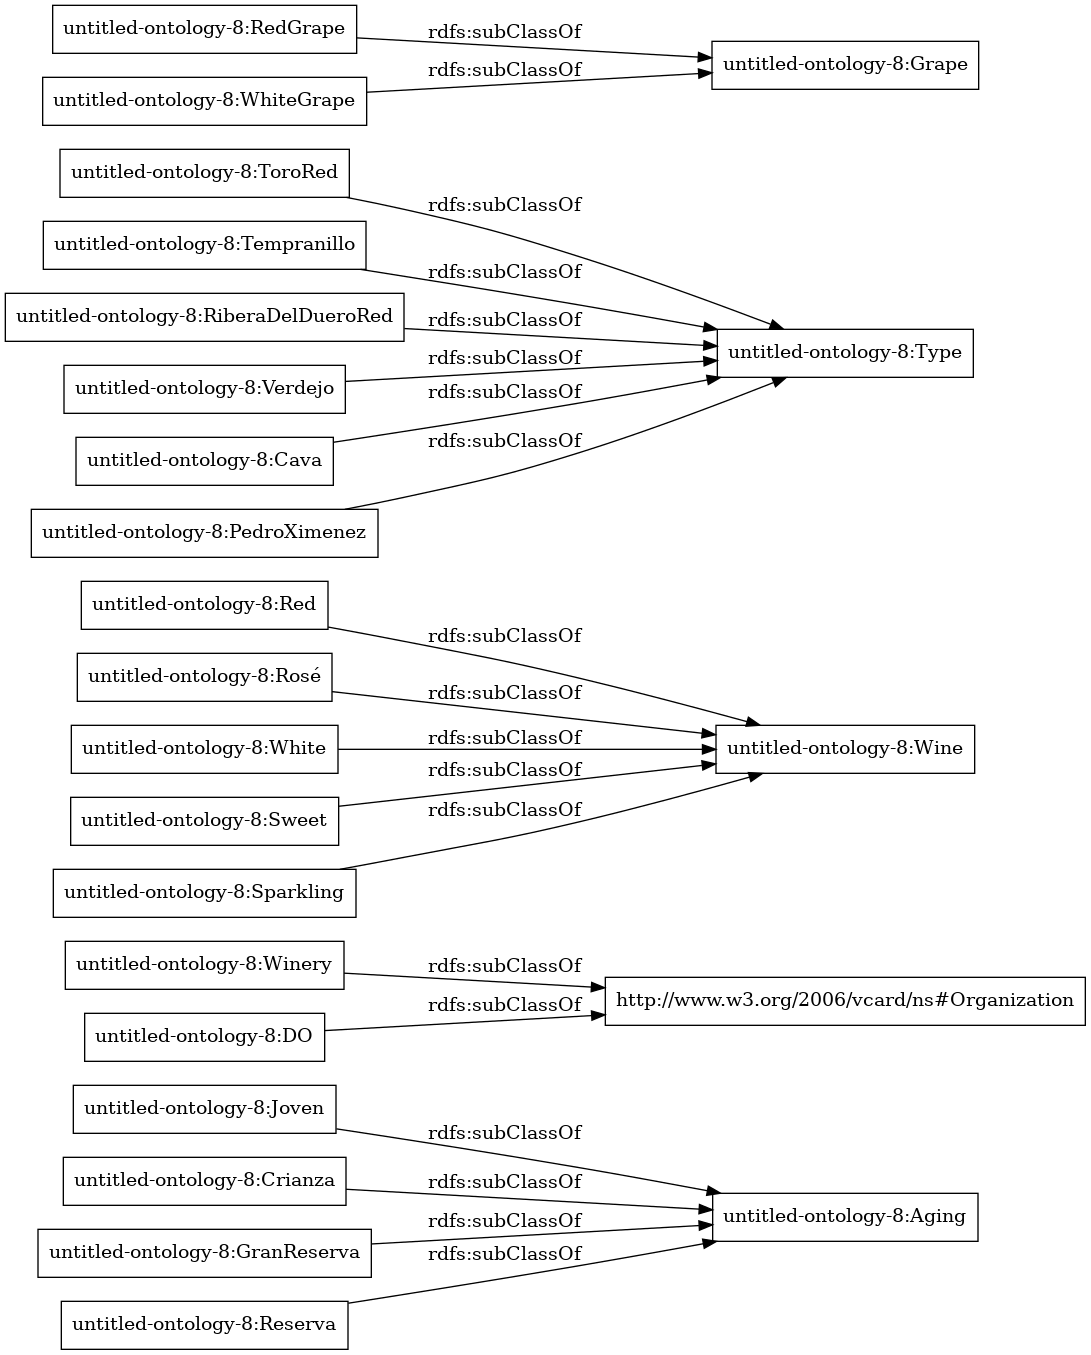 untitled-ontology-8:RedGrape
rdfs:subClassOf
untitled-ontology-8:Grape
rdfs:subClassOf
untitled-ontology-8:WhiteGrape
untitled-ontology-8:ToroRed
rdfs:subClassOf
untitled-ontology-8:Tempranillo
rdfs:subClassOf
untitled-ontology-8:RiberaDelDueroRed
rdfs:subClassOf
untitled-ontology-8:Type
rdfs:subClassOf
untitled-ontology-8:Verdejo
rdfs:subClassOf
untitled-ontology-8:Cava
rdfs:subClassOf
untitled-ontology-8:PedroXimenez
untitled-ontology-8:Red
rdfs:subClassOf
untitled-ontology-8:Rosé
rdfs:subClassOf
untitled-ontology-8:White
rdfs:subClassOf
untitled-ontology-8:Wine
rdfs:subClassOf
untitled-ontology-8:Sweet
rdfs:subClassOf
untitled-ontology-8:Sparkling
untitled-ontology-8:Winery
rdfs:subClassOf
http://www.w3.org/2006/vcard/ns#Organization
rdfs:subClassOf
untitled-ontology-8:DO
untitled-ontology-8:Joven
rdfs:subClassOf
untitled-ontology-8:Crianza
rdfs:subClassOf
untitled-ontology-8:Aging
rdfs:subClassOf
untitled-ontology-8:GranReserva
rdfs:subClassOf
untitled-ontology-8:Reserva